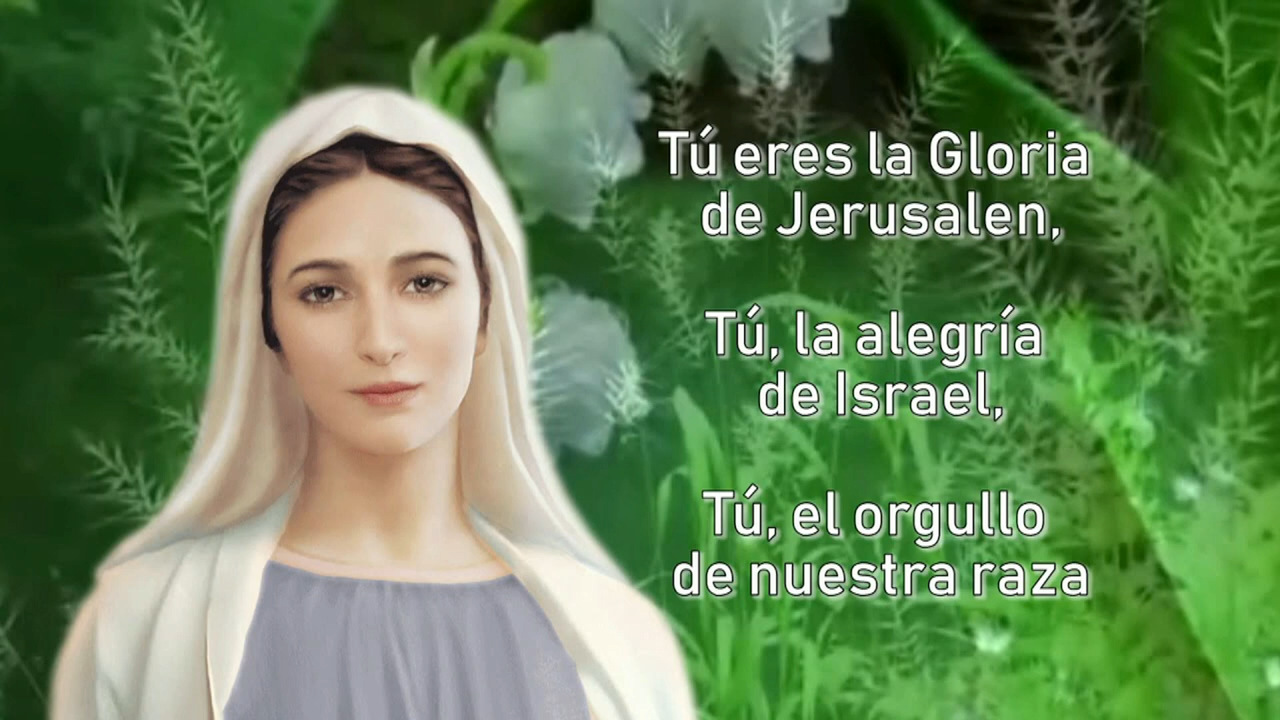 Tú eres la Gloria
de Jerusalen,
Tú, la alegría
de Israel,
Tú, el orgullo
de nuestra raza